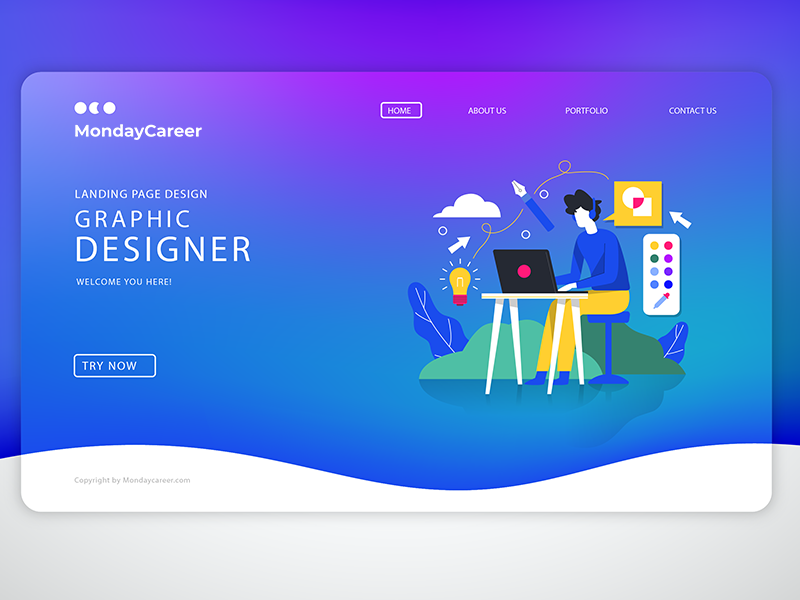 MondayCareer
HOME
ABOUT US
PORTFOLIO
CONTACT US
LANDING PAGE DESIGN
GRAPHIC
DESIGNER
WELCOME YOU HERE!
TRY NOW
Copyright by Mondaycareer.com